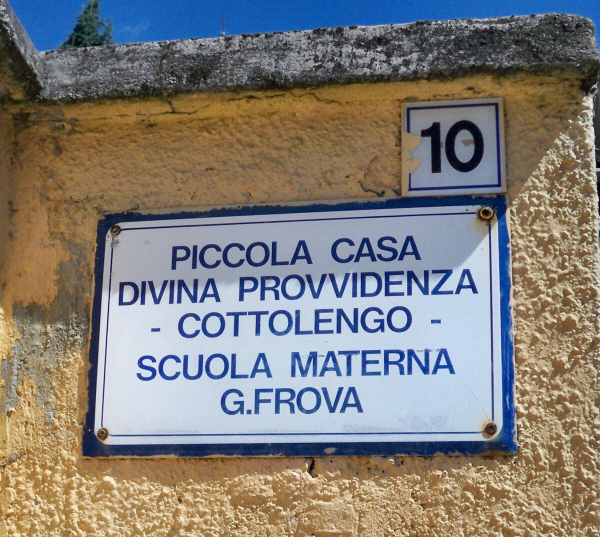 10
PICCOLA CASA
DIVINA PROVVIDENZA
- COTTOLENGO -
SCUOLA MATERNA
G.FROVA